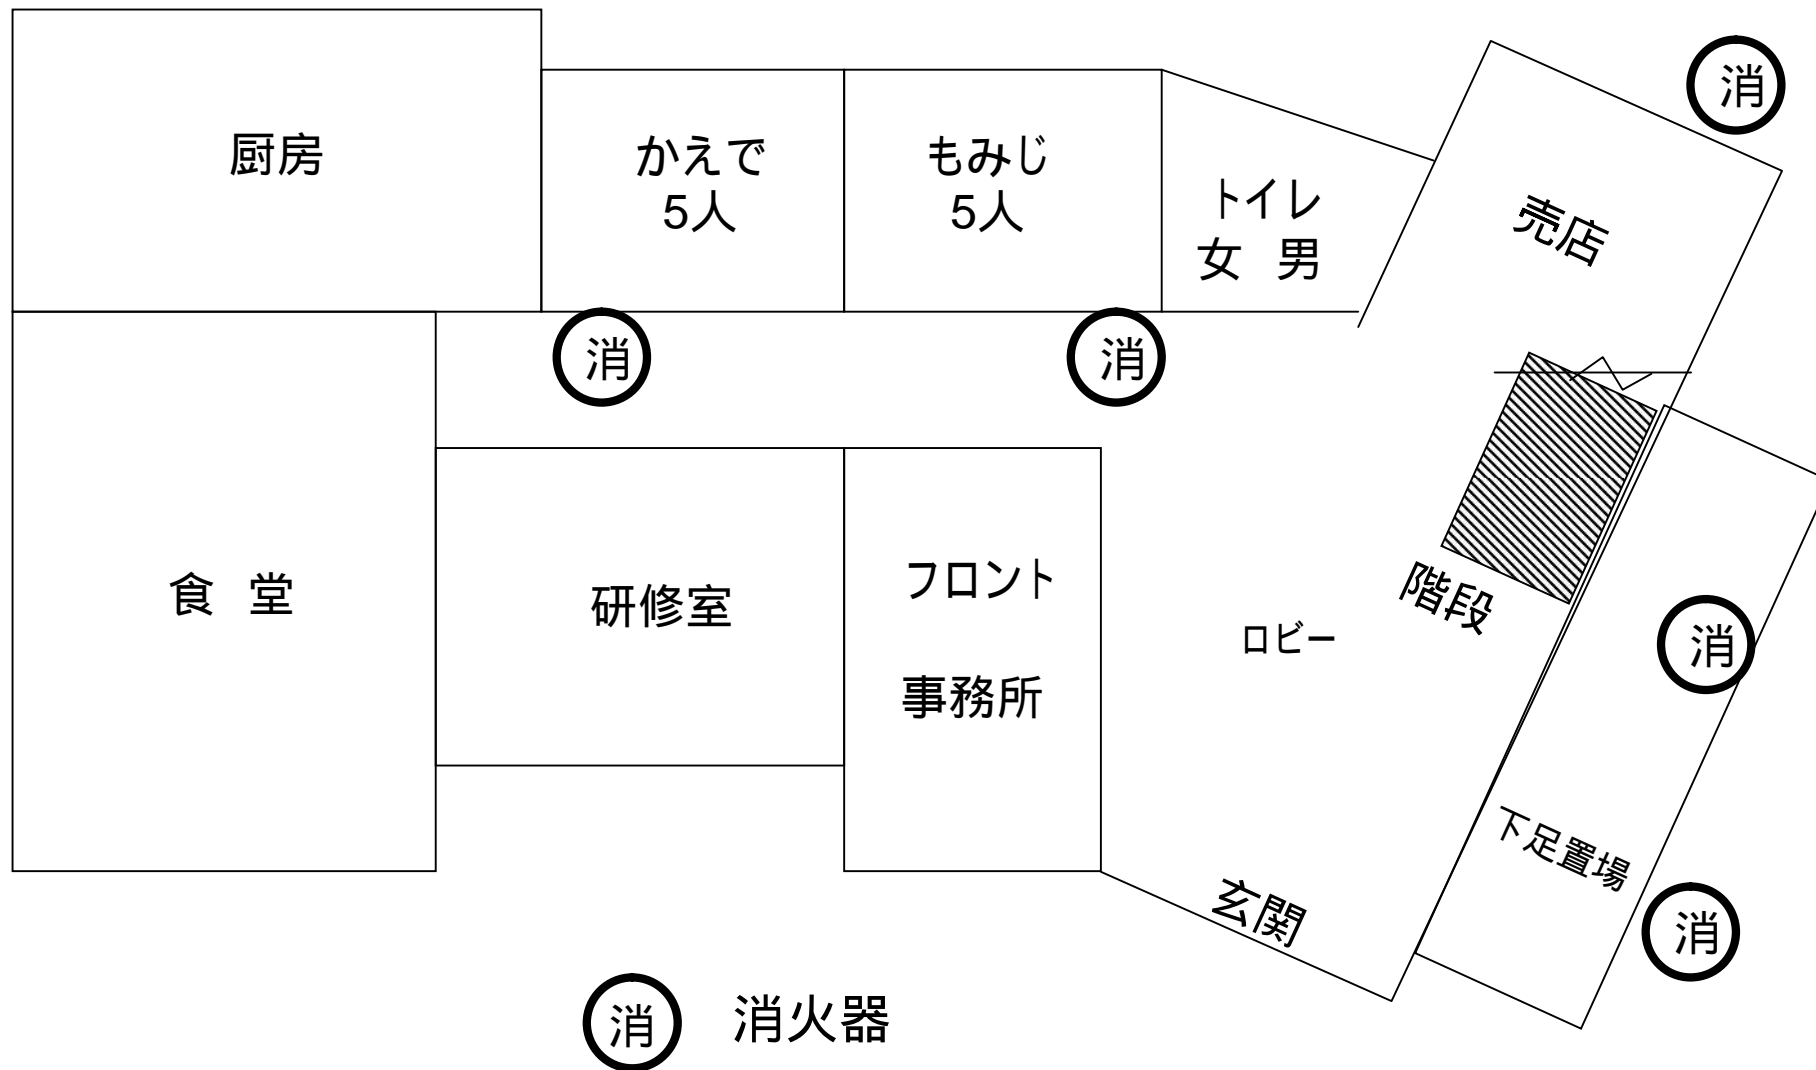 消
厨房
かえで
5人
もみじ
5人
トイレ
女 男
売店
消
消
食 堂
研修室
フロント
事務所
ロビー
階段
消
下足置場
玄関
消
消 消火器